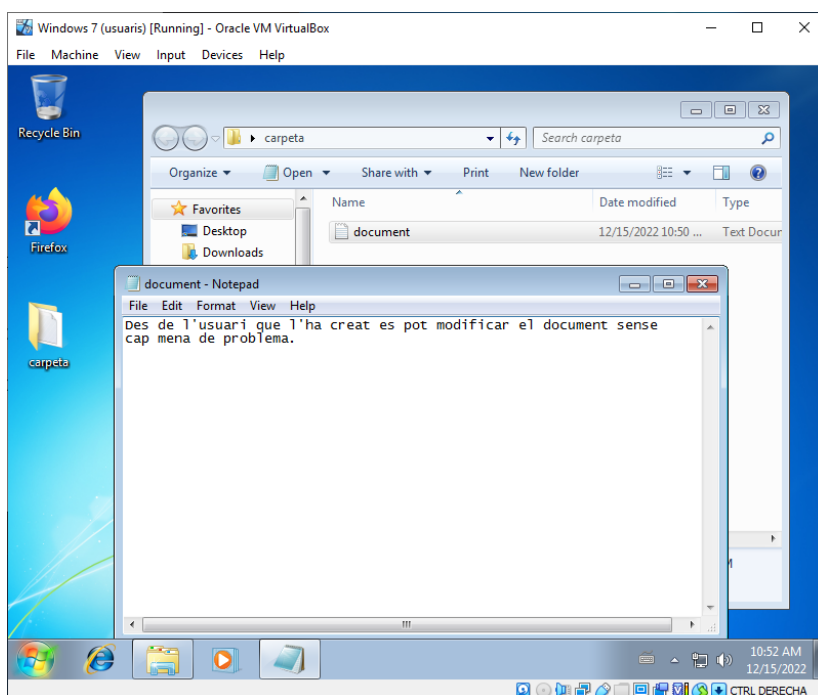 Windows 7 (usuaris) [Running] - Oracle VM VirtualBox
File Machine View Input Devices Help
Recycle Bin
carpeta
Search carpeta
Organize Open Share with Print New folder
Favorites
Name Date modified Type
Desktop
document 12/15/2022 10:50 ... Text Docur
Downloads
Firefox
document - Notepad
File Edit Format View Help
Des de l'usuari que l'ha creat es pot modificar el document sense
cap mena de problema.
carpeta
10:52 AM
12/15/2022
CTRL DERECHA